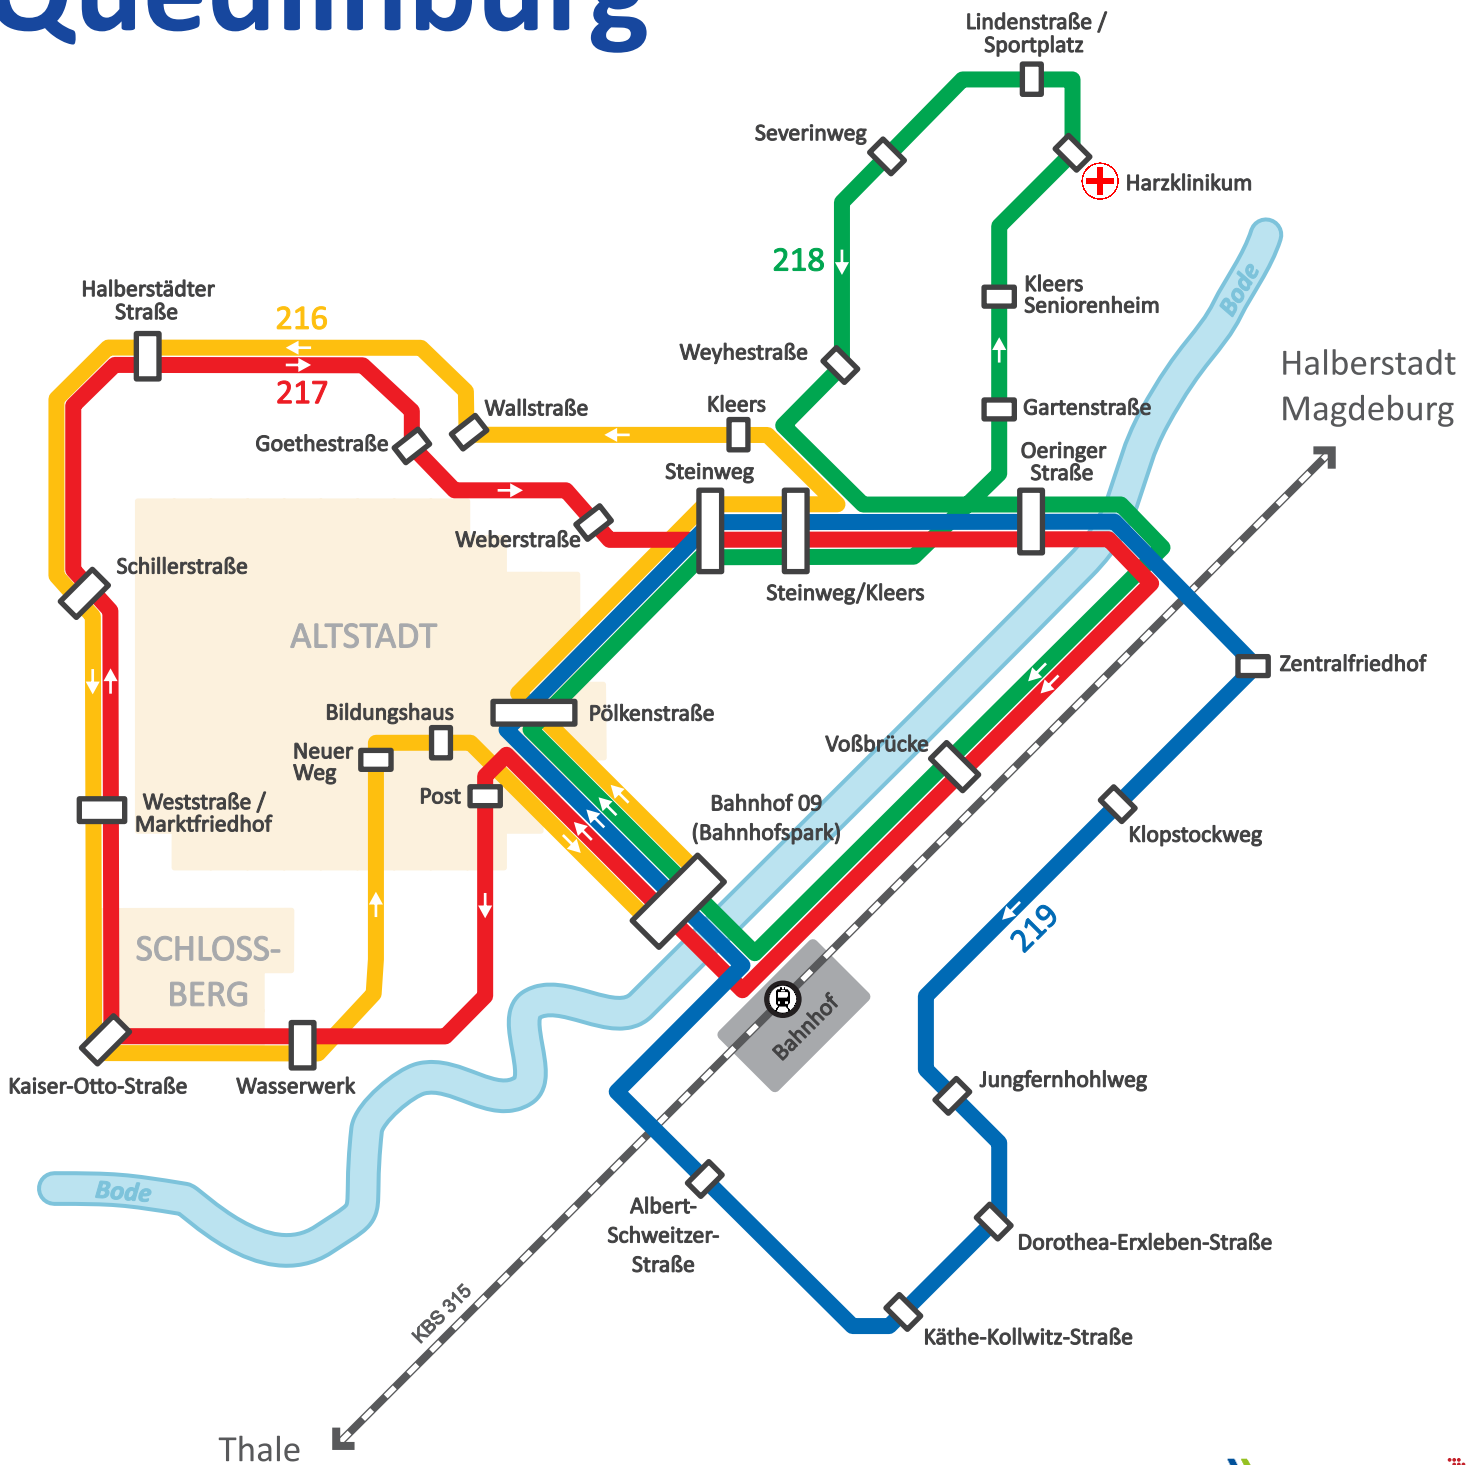 Quedlinburg
Lindenstraße /
Sportplatz
Severinweg
Harzklinikum
218
Bode
Kleers
Seniorenheim
Halberstädter
Straße
216
217
Weyhestraße
Halberstadt
Magdeburg
Wallstraße
Kleers
Gartenstraße
Goethestraße
Steinweg
Oeringer
Straße
Weberstraße
Schillerstraße
Steinweg/Kleers
ALTSTADT
Zentralfriedhof
Bildungshaus
Pölkenstraße
Neuer
Weg
Voßbrücke
Post
Weststraße /
Marktfriedhof
Bahnhof 09
(Bahnhofspark)
Klopstockweg
219
SCHLOSS-
BERG
Bahnhof
Kaiser-Otto-Straße
Wasserwerk
Jungfernhohlweg
Bode
Albert-
Schweitzer-
Straße
Dorothea-Erxleben-Straße
KBS 315
Käthe-Kollwitz-Straße
Thale